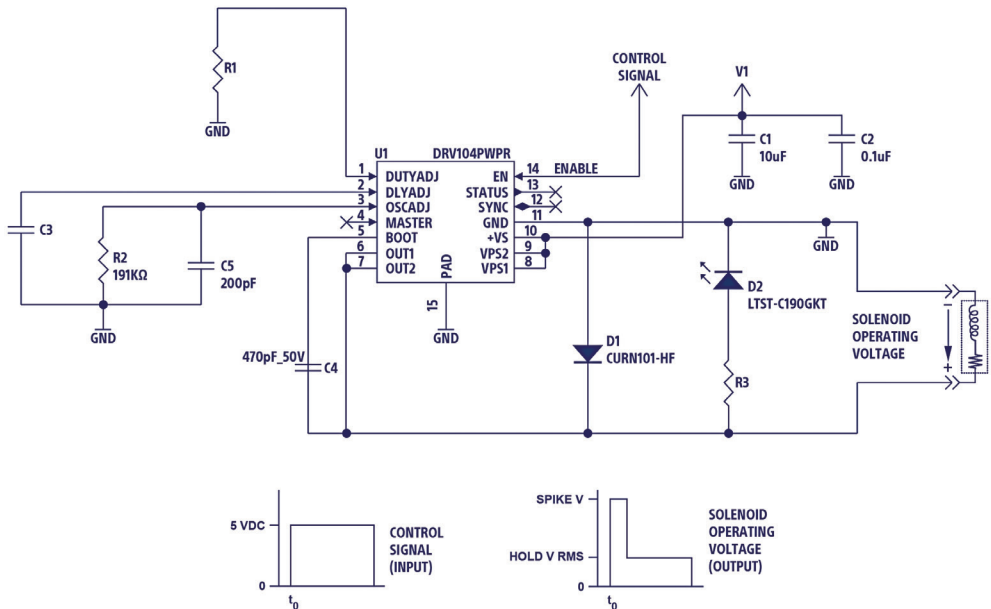 R1
GND
CONTROL
SIGNAL
V1
C1
10uF
C2
0.1uF
GND
GND
U1
DRV104PWPR
1
DUTYADJ
2
DLYADJ
3
OSCADJ
4
MASTER
5
BOOT
6
OUT1
7
OUT2
EN
14
ENABLE
STATUS
13
SYNC
12
GND
11
+VS
10
VPS2
9
VPS1
8
PAD
15
GND
C3
R2
191KΩ
C5
200pF
GND
GND
470pF_50V
C4
D1
CURN101-HF
D2
LTST-C190GKT
R3
SOLENOID
OPERATING
VOLTAGE
−
+
5 VDC
0
t0
CONTROL
SIGNAL
(INPUT)
SPIKE V
HOLD V RMS
0
t0
SOLENOID
OPERATING
VOLTAGE
(OUTPUT)